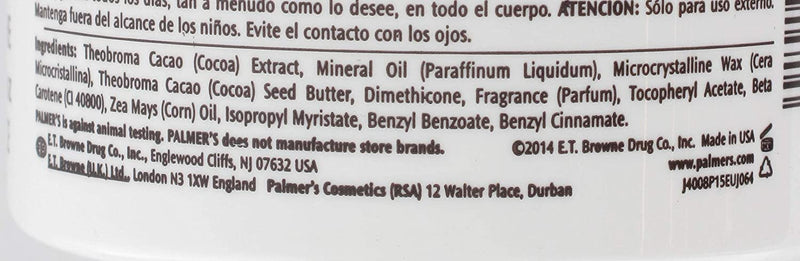 días, tan a menudo como lo desee, en todo el cuerpo. ATENCIÓN: Sólo para uso externo.
Mantenga fuera del alcance de los niños. Evite el contacto con los ojos.
Ingredients: Theobroma Cacao (Cocoa) Extract, Mineral Oil (Paraffinum Liquidum), Microcrystalline Wax (Cera
Microcristallina), Theobroma Cacao (Cocoa) Seed Butter, Dimethicone, Fragrance (Parfum), Tocopheryl Acetate, Beta
Carotene (CI 40800), Zea Mays (Corn) Oil, Isopropyl Myristate, Benzyl Benzoate, Benzyl Cinnamate.
PALMER'S is against animal testing. PALMER'S does not manufacture store brands.
©2014 E.T. Browne Drug Co., Inc. Made in USA
E.T. Browne Drug Co., Inc., Englewood Cliffs, NJ 07632 USA
www.palmers.com
E.T. Browne (U.K.) Ltd., London N3 1XW England Palmer's Cosmetics (RSA) 12 Walter Place, Durban
J4008P15EUJ064